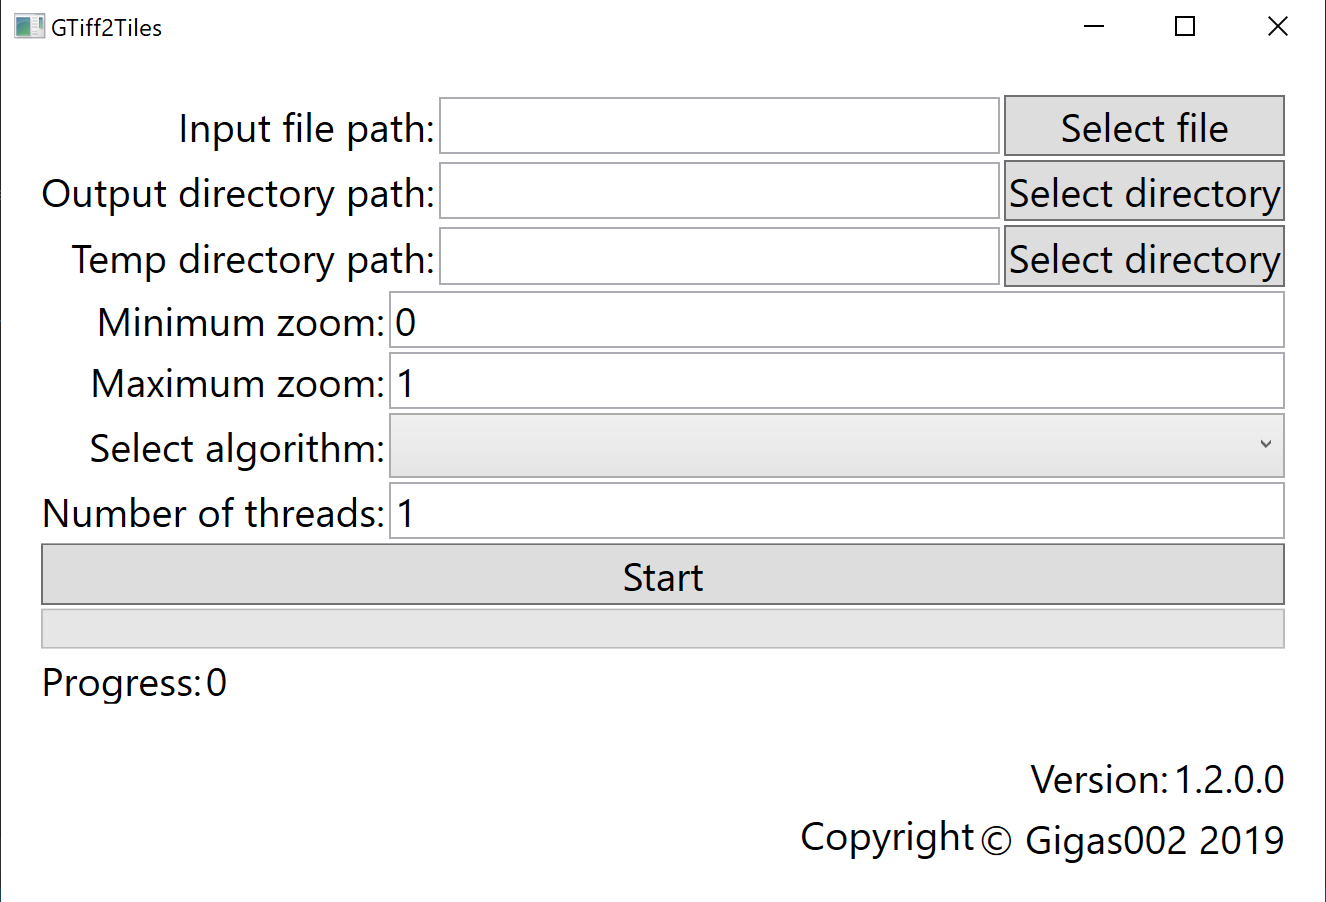 GTiff2Tiles
Input file path: Select file
Output directory path: Select directory
Temp directory path: Select directory
Minimum zoom: 0
Maximum zoom: 1
Select algorithm:
Number of threads: 1
Start
Progress: 0
Version: 1.2.0.0
Copyright © Gigas002 2019